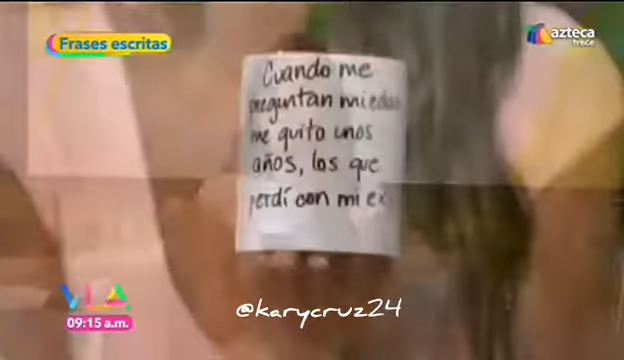 Frases escritas
azteca
trece
Cuando me
preguntan mi edad
me quito unos
años, los que
perdí con mi ex
VLA
09:15 a.m.
@karycruz24